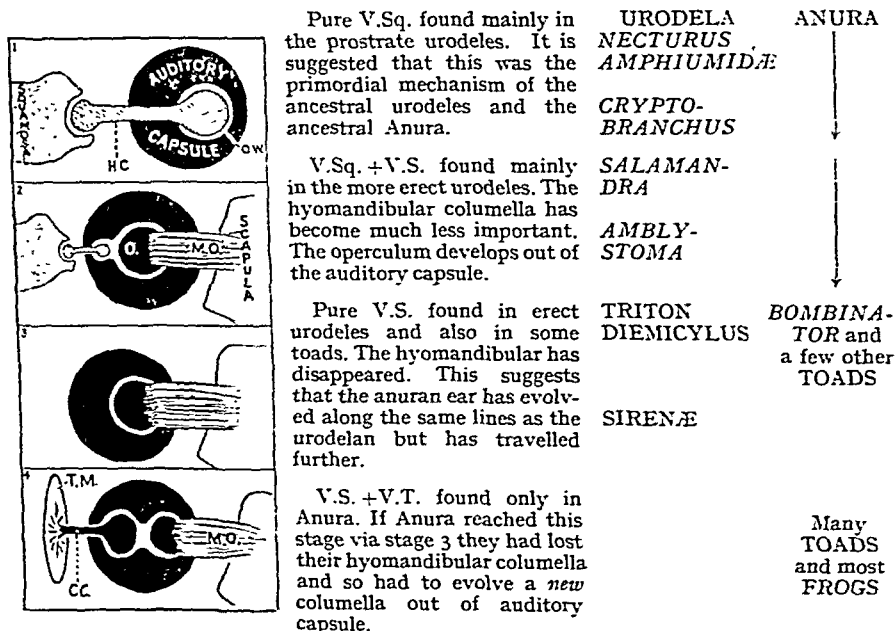 1
SQUAMOSAL
AUDITORY
CAPSULE
HC
O.W.
2
O.
M.O.
SCAPULA
3
4
T.M.
M.O.
C.C.
Pure V.Sq. found mainly in
the prostrate urodeles. It is
suggested that this was the
primordial mechanism of the
ancestral urodeles and the
ancestral Anura.
V.Sq. + V.S. found mainly
in the more erect urodeles. The
hyomandibular columella has
become much less important.
The operculum develops out of
the auditory capsule.
Pure V.S. found in erect
urodeles and also in some
toads. The hyomandibular has
disappeared. This suggests
that the anuran ear has evolv-
ed along the same lines as the
urodelan but has travelled
further.
V.S. + V.T. found only in
Anura. If Anura reached this
stage via stage 3 they had lost
their hyomandibular columella
and so had to evolve a new
columella out of auditory
capsule.
URODELA
NECTURUS
AMPHIUMIDÆ
CRYPTO-
BRANCHUS
SALAMAN-
DRA
AMBLY-
STOMA
TRITON
DIEMICYLUS
SIRENÆ
ANURA
BOMBINA-
TOR and
a few other
TOADS
Many
TOADS
and most
FROGS